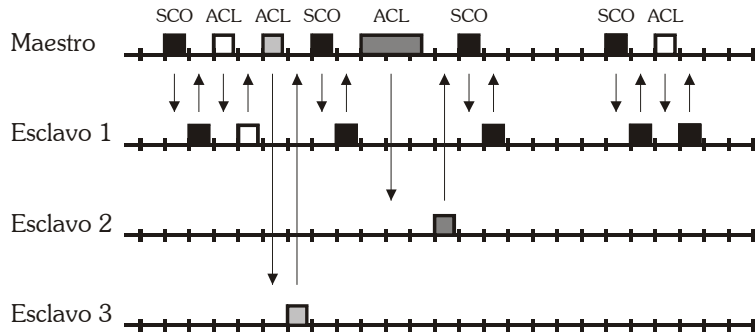 SCO ACL ACL SCO ACL SCO SCO ACL
Maestro
Esclavo 1
Esclavo 2
Esclavo 3